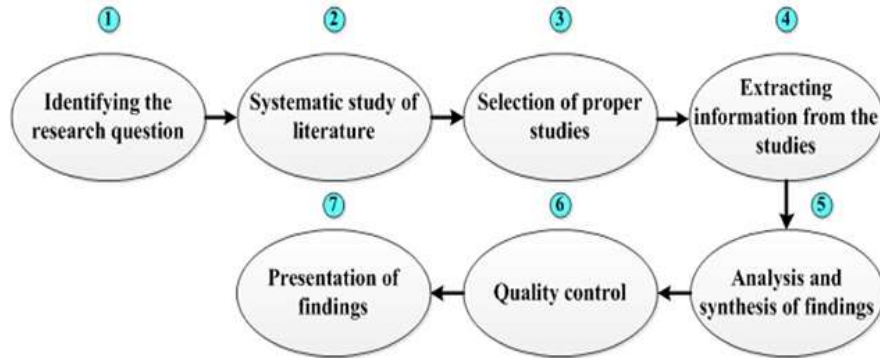 1
Identifying the
research question
2
Systematic study of
literature
3
Selection of proper
studies
4
Extracting
information from the
studies
5
Analysis and
synthesis of findings
6
Quality control
7
Presentation of
findings